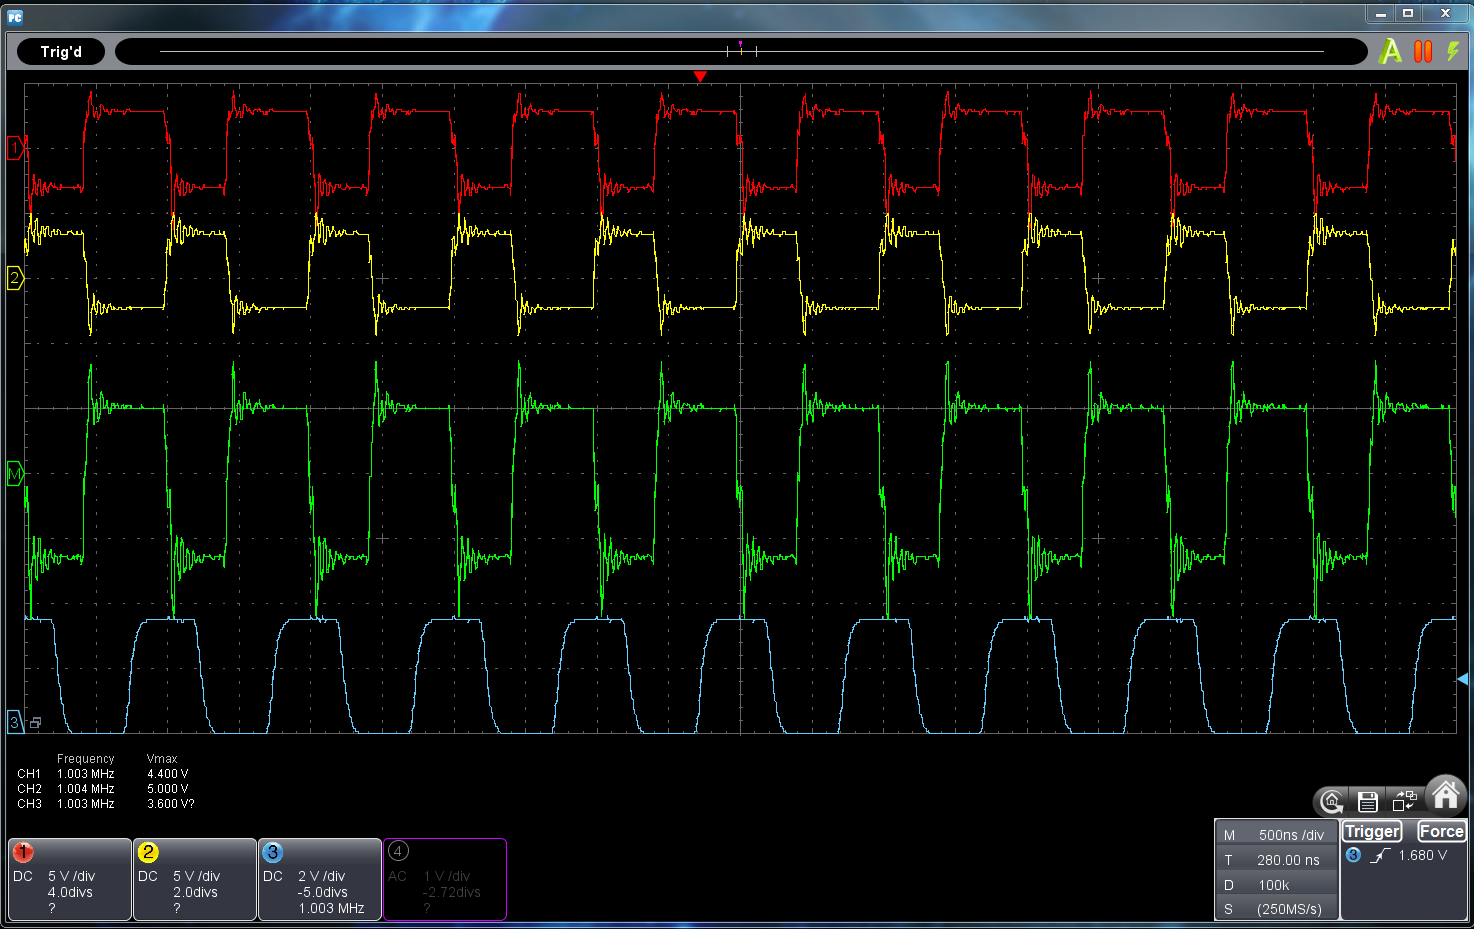 PC
Trig'd
A
1
2
M
3
Frequency Vmax
CH1 1.003 MHz 4.400 V
CH2 1.004 MHz 5.000 V
CH3 1.003 MHz 3.600 V?
1
DC 5 V /div
4.0divs
?
2
DC 5 V /div
2.0divs
?
3
DC 2 V /div
-5.0divs
1.003 MHz
4
AC 1 V /div
-2.72divs
?
M 500ns /div
T 280.00 ns
D 100k
S (250MS/s)
Trigger Force
3 1.680 V